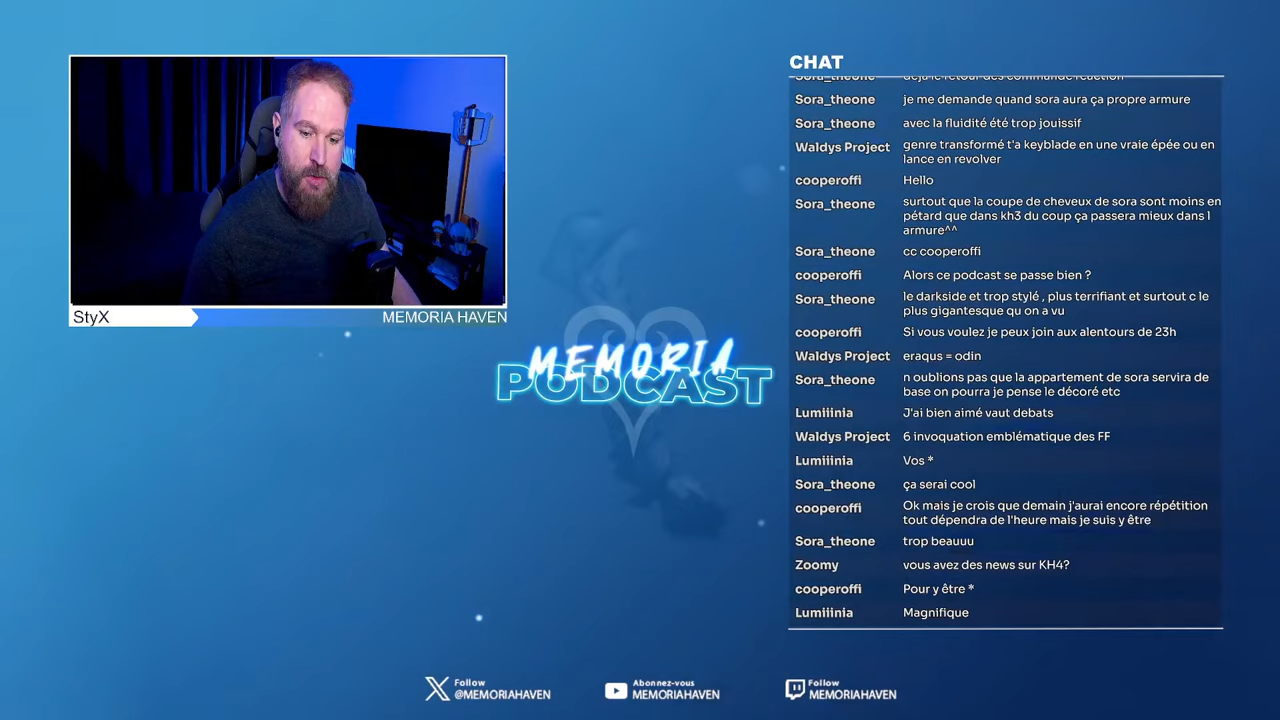 CHAT
Sora_theone déjà le retour des commande réaction
Sora_theone je me demande quand sora aura ça propre armure
Sora_theone avec la fluidité été trop jouissif
Waldys Project genre transformé t'a keyblade en une vraie épée ou en
lance en revolver
cooperoffi Hello
Sora_theone surtout que la coupe de cheveux de sora sont moins en
pétard que dans kh3 du coup ça passera mieux dans l
armure^^
Sora_theone cc cooperoffi
cooperoffi Alors ce podcast se passe bien ?
Sora_theone le darkside et trop stylé , plus terrifiant et surtout c le
plus gigantesque qu on a vu
cooperoffi Si vous voulez je peux join aux alentours de 23h
Waldys Project eraqus = odin
Sora_theone n oublions pas que la appartement de sora servira de
base on pourra je pense le décoré etc
Lumiiinia J'ai bien aimé vaut debats
Waldys Project 6 invoquation emblématique des FF
Lumiiinia Vos *
Sora_theone ça serai cool
cooperoffi Ok mais je crois que demain j'aurai encore répétition
tout dépendra de l'heure mais je suis y être
Sora_theone trop beauuu
Zoomy vous avez des news sur KH4?
cooperoffi Pour y être *
Lumiiinia Magnifique
StyX
MEMORIA HAVEN
MEMORIA
PODCAST
Follow
@MEMORIAHAVEN
Abonnez-vous
MEMORIAHAVEN
Follow
MEMORIAHAVEN